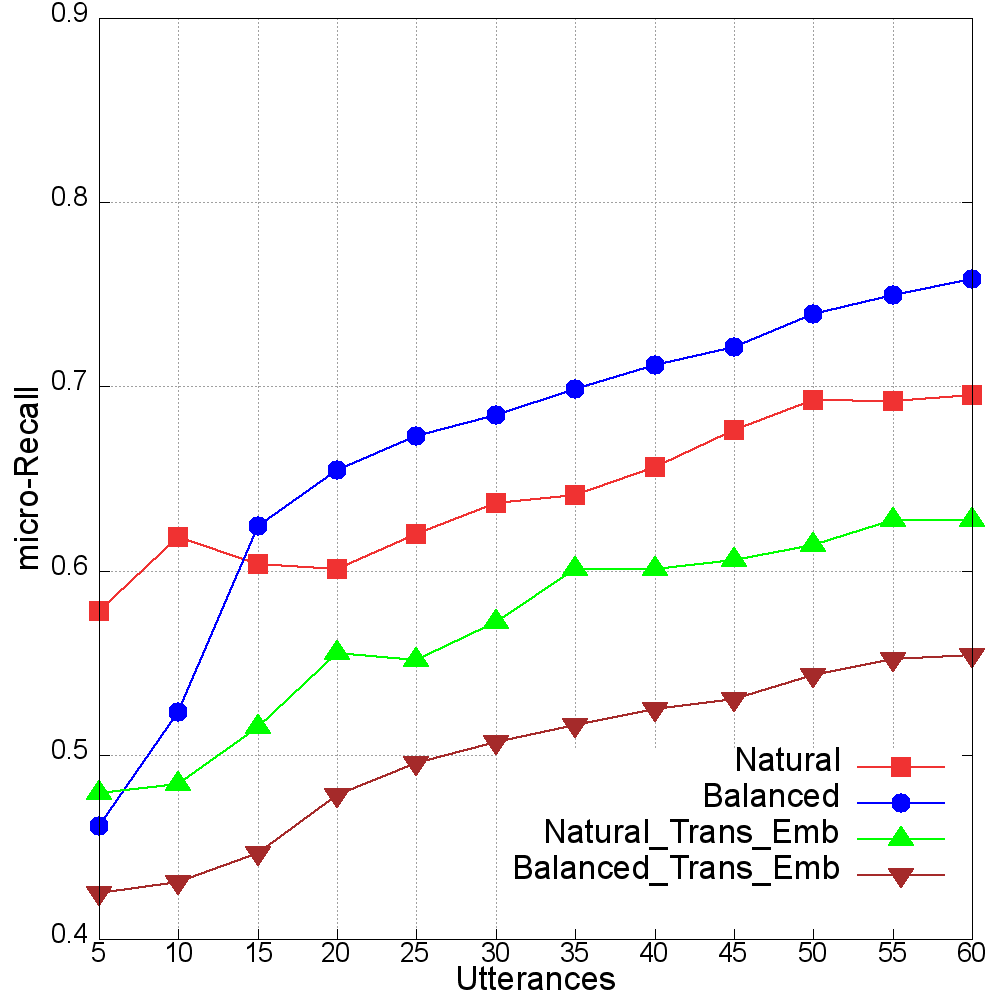 0.9
0.8
0.7
0.6
0.5
0.4
micro-Recall
5 10 15 20 25 30 35 40 45 50 55 60
Utterances
Natural
Balanced
Natural_Trans_Emb
Balanced_Trans_Emb